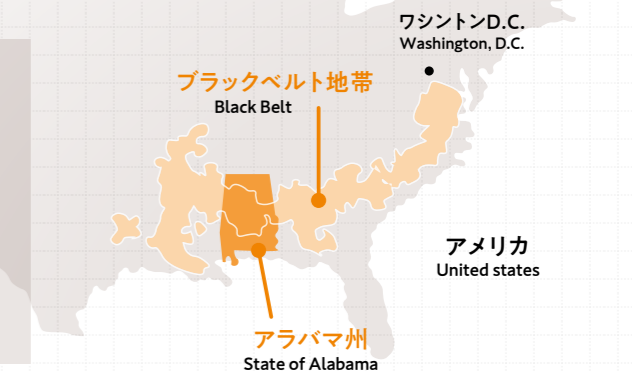 ワシントンD.C.
Washington, D.C.
ブラックベルト地帯
Black Belt
アメリカ
United states
アラバマ州
State of Alabama